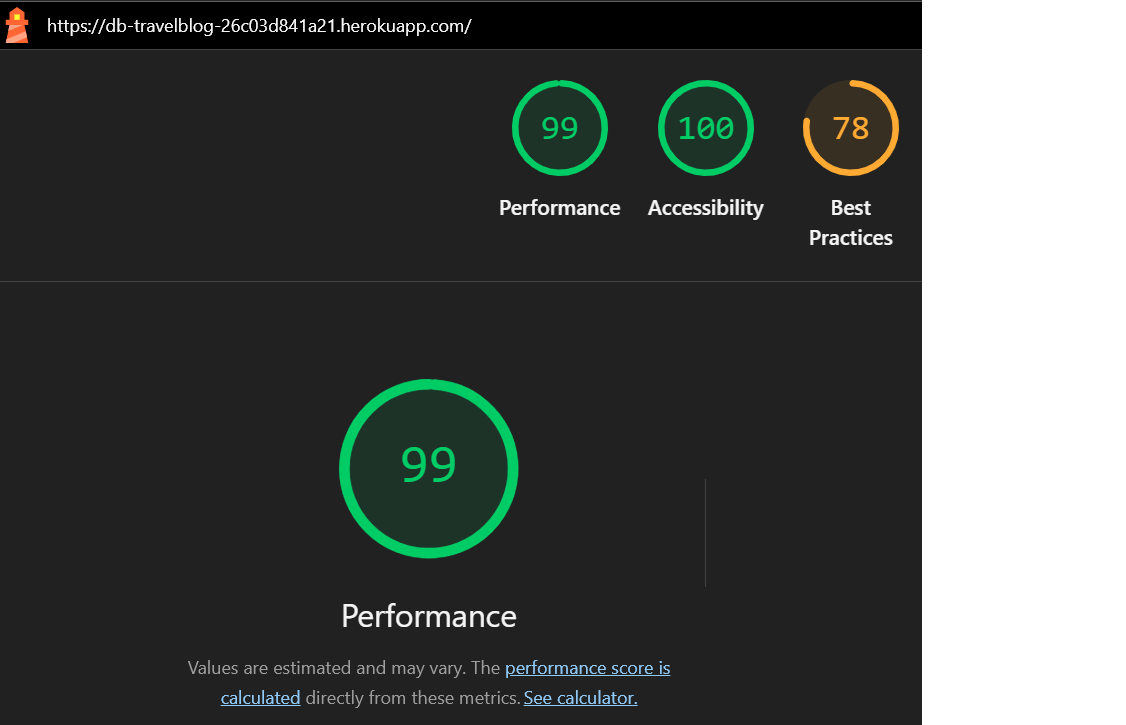 https://db-travelblog-26c03d841a21.herokuapp.com/
99
100
78
Performance
Accessibility
Best
Practices
99
Performance
Values are estimated and may vary. The performance score is
calculated directly from these metrics. See calculator.